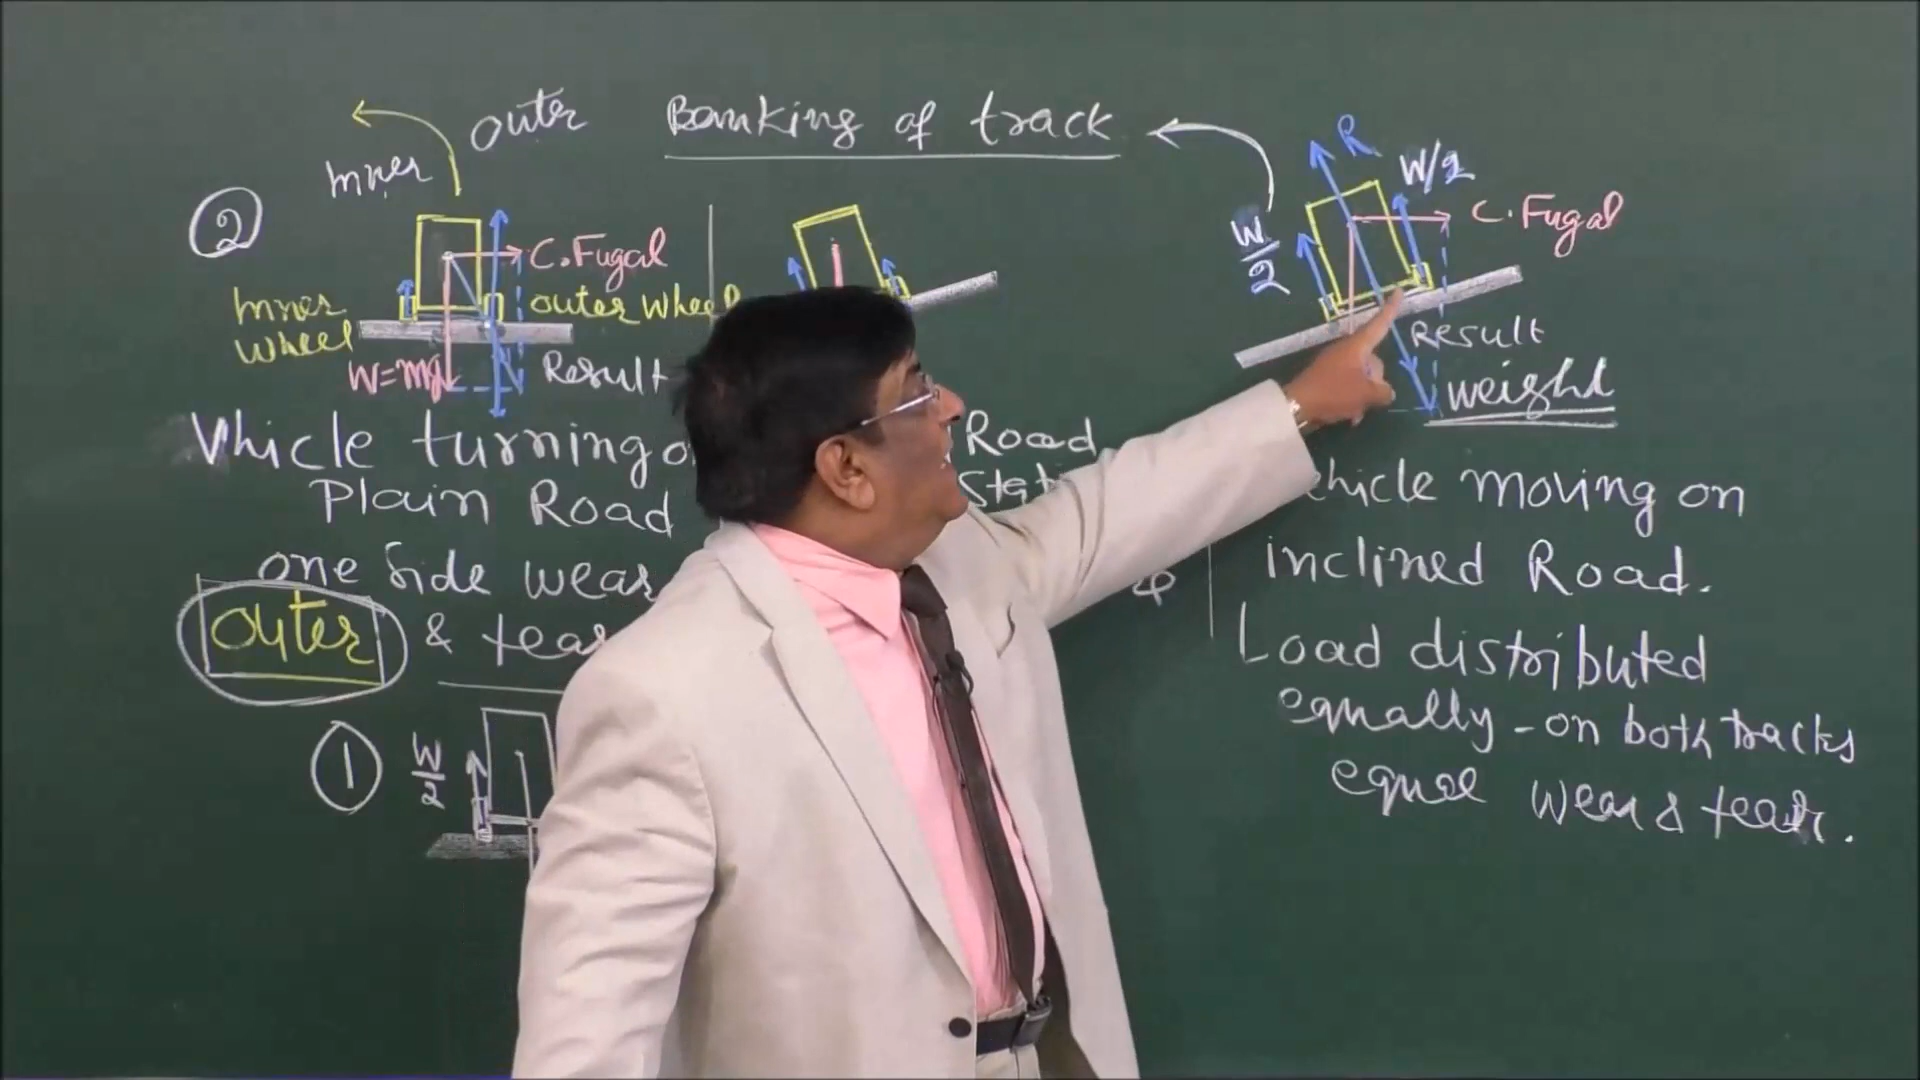 Banking of track
outer
Inner
②
C.Fugal
Inner
wheel
outer wheel
W=mg
Result
Vhicle turning o
Plain Road
one side wear
outer & tear
①
W/2
Road
R
W/2
W/2
C.Fugal
Result
weight
hicle moving on
inclined Road.
Load distributed
equally - on both tracks
equal wear & tear.